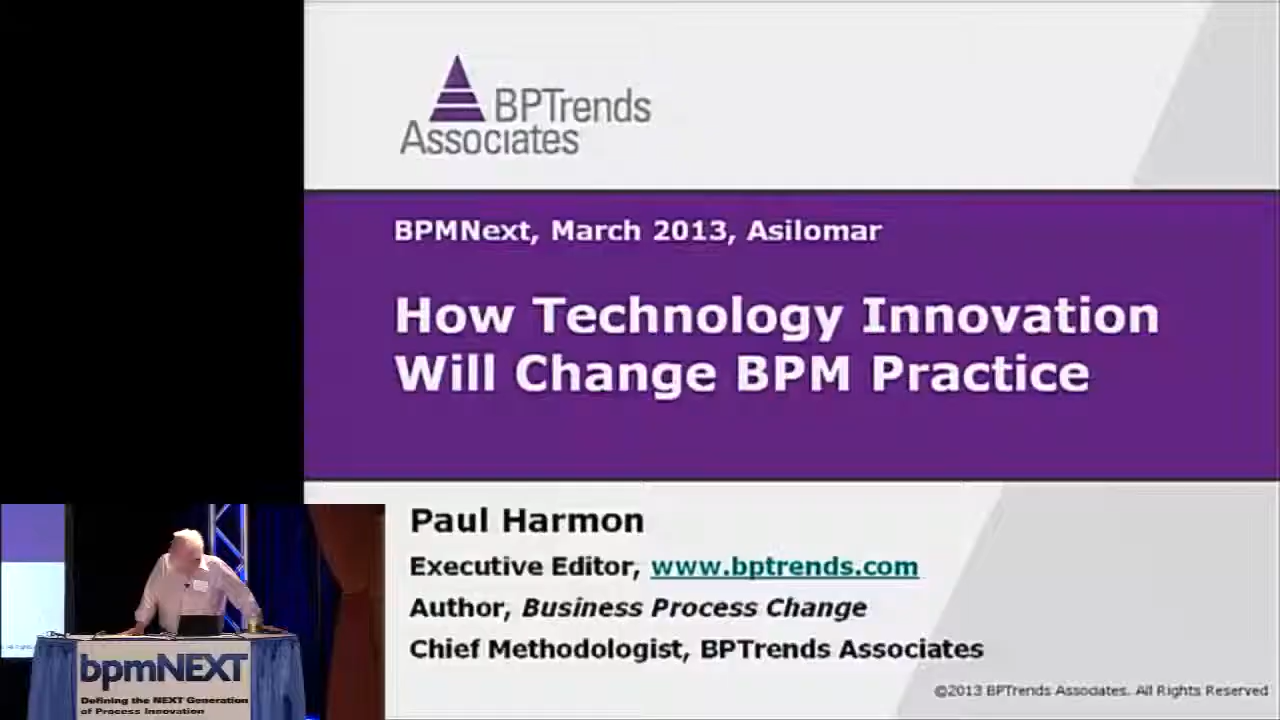 BPTrends
Associates
BPMNext, March 2013, Asilomar
How Technology Innovation
Will Change BPM Practice
Paul Harmon
Executive Editor, www.bptrends.com
Author, Business Process Change
Chief Methodologist, BPTrends Associates
©2013 BPTrends Associates. All Rights Reserved
bpmNEXT
Defining the NEXT Generation
of Process Innovation